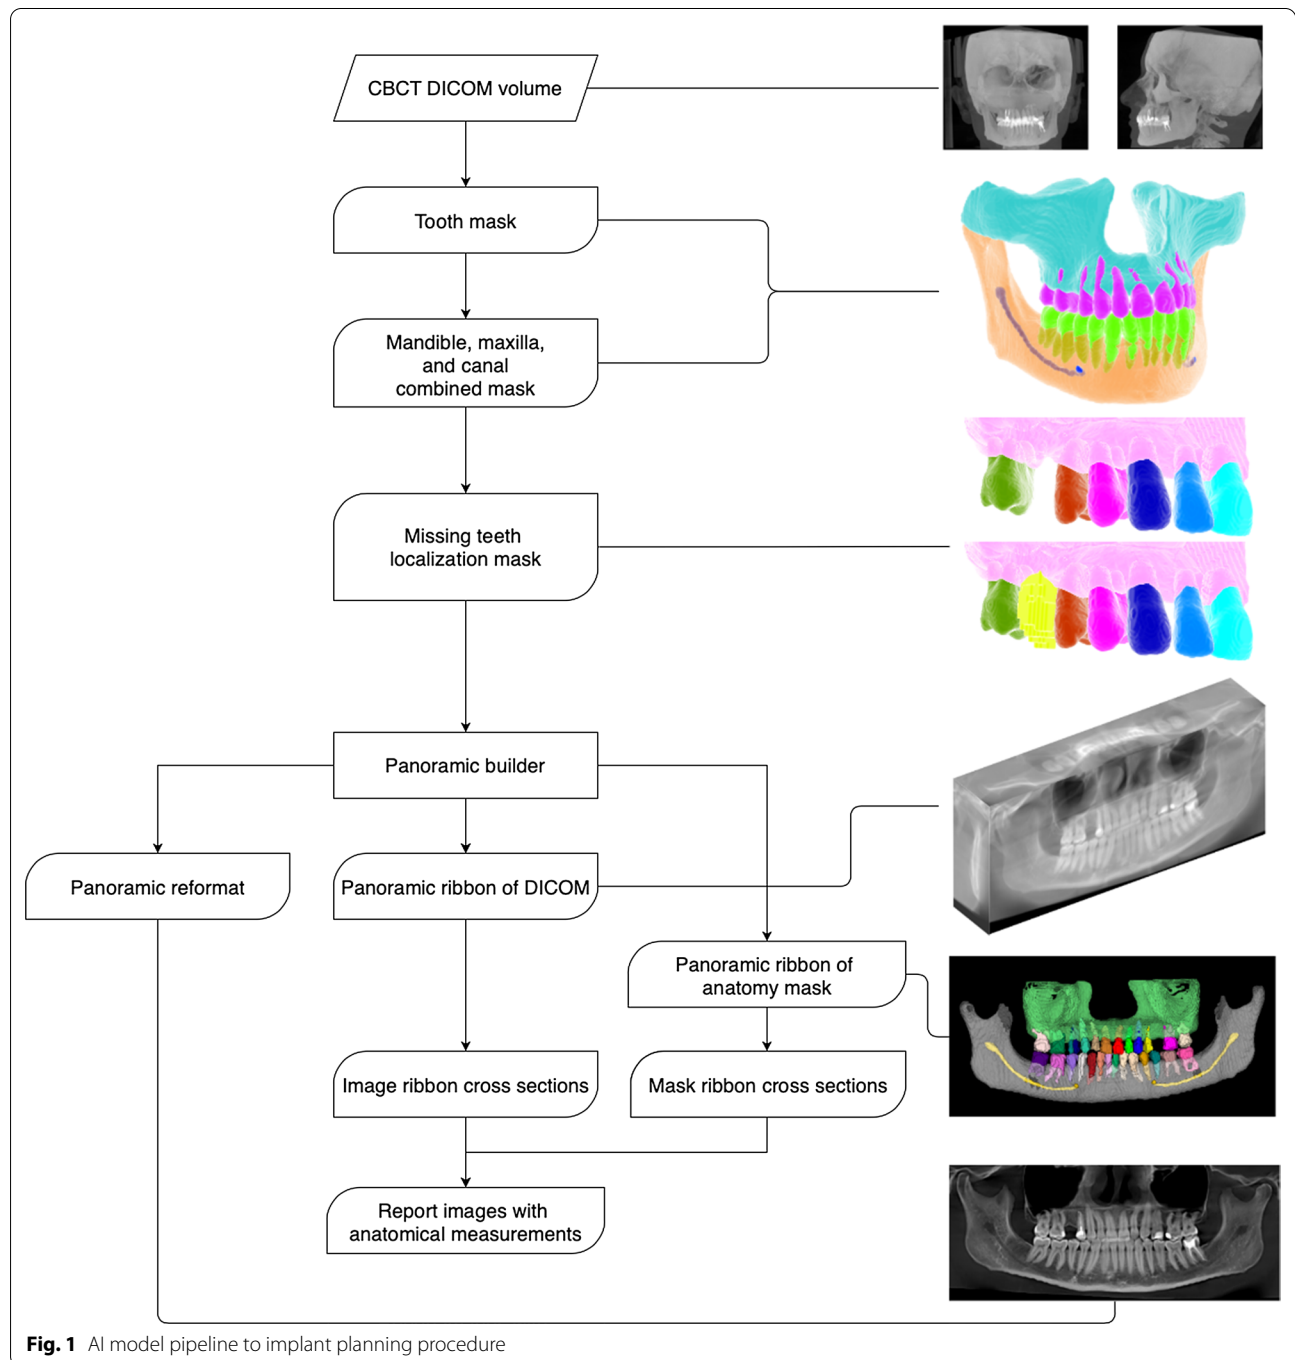 CBCT DICOM volume
Tooth mask
Mandible, maxilla,
and canal
combined mask
Missing teeth
localization mask
Panoramic builder
Panoramic reformat
Panoramic ribbon of DICOM
Panoramic ribbon of
anatomy mask
Image ribbon cross sections
Mask ribbon cross sections
Report images with
anatomical measurements
Fig. 1 AI model pipeline to implant planning procedure